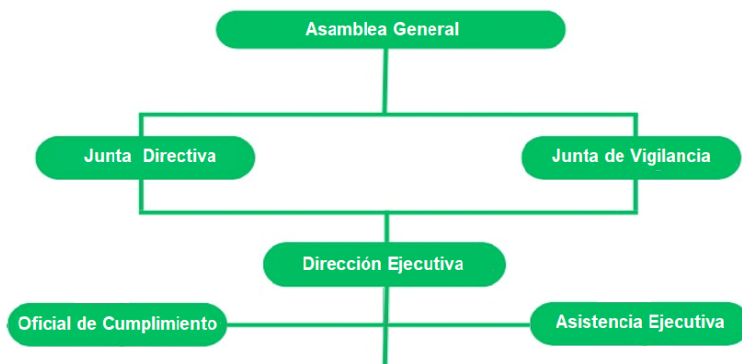 Asamblea General
Junta Directiva
Junta de Vigilancia
Dirección Ejecutiva
Oficial de Cumplimiento
Asistencia Ejecutiva